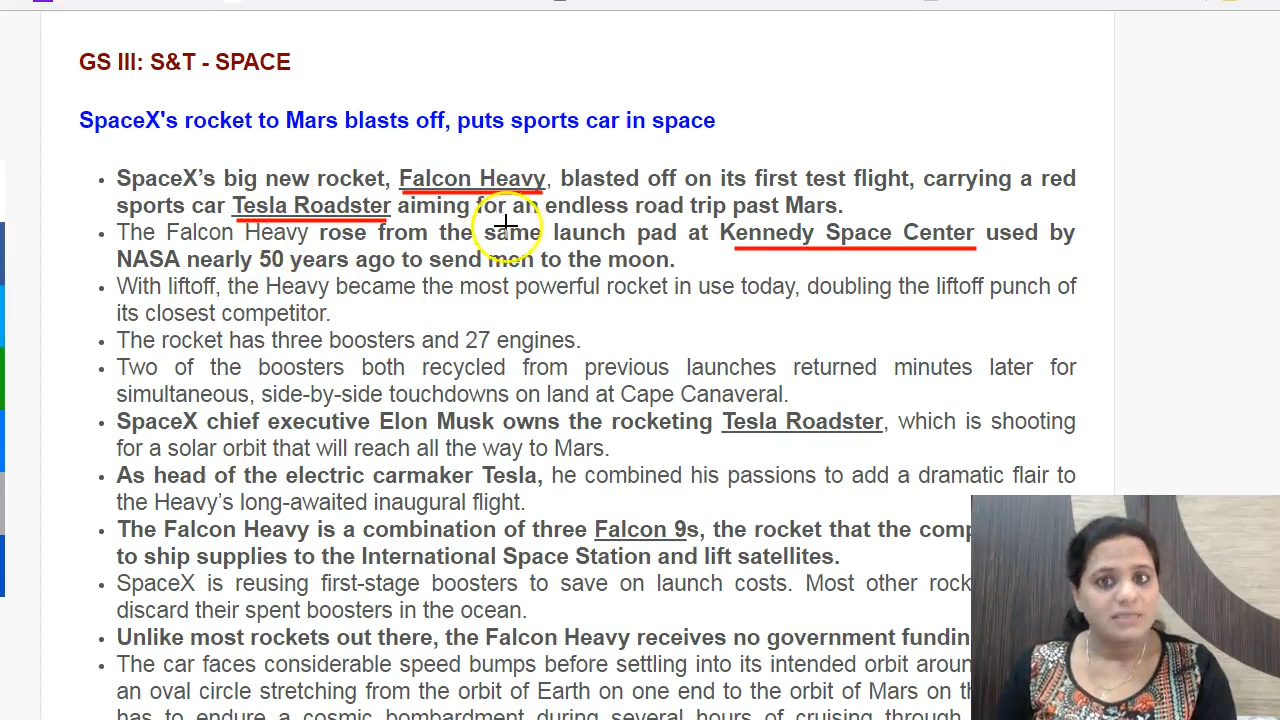 GS III: S&T - SPACE
SpaceX's rocket to Mars blasts off, puts sports car in space
• SpaceX’s big new rocket, Falcon Heavy, blasted off on its first test flight, carrying a red
sports car Tesla Roadster aiming for an endless road trip past Mars.
• The Falcon Heavy rose from the same launch pad at Kennedy Space Center used by
NASA nearly 50 years ago to send men to the moon.
• With liftoff, the Heavy became the most powerful rocket in use today, doubling the liftoff punch of
its closest competitor.
• The rocket has three boosters and 27 engines.
• Two of the boosters both recycled from previous launches returned minutes later for
simultaneous, side-by-side touchdowns on land at Cape Canaveral.
• SpaceX chief executive Elon Musk owns the rocketing Tesla Roadster, which is shooting
for a solar orbit that will reach all the way to Mars.
• As head of the electric carmaker Tesla, he combined his passions to add a dramatic flair to
the Heavy’s long-awaited inaugural flight.
• The Falcon Heavy is a combination of three Falcon 9s, the rocket that the comp
to ship supplies to the International Space Station and lift satellites.
• SpaceX is reusing first-stage boosters to save on launch costs. Most other rock
discard their spent boosters in the ocean.
• Unlike most rockets out there, the Falcon Heavy receives no government fundin
• The car faces considerable speed bumps before settling into its intended orbit aroun
an oval circle stretching from the orbit of Earth on one end to the orbit of Mars on th
has to endure a cosmic bombardment during several hours of cruising through